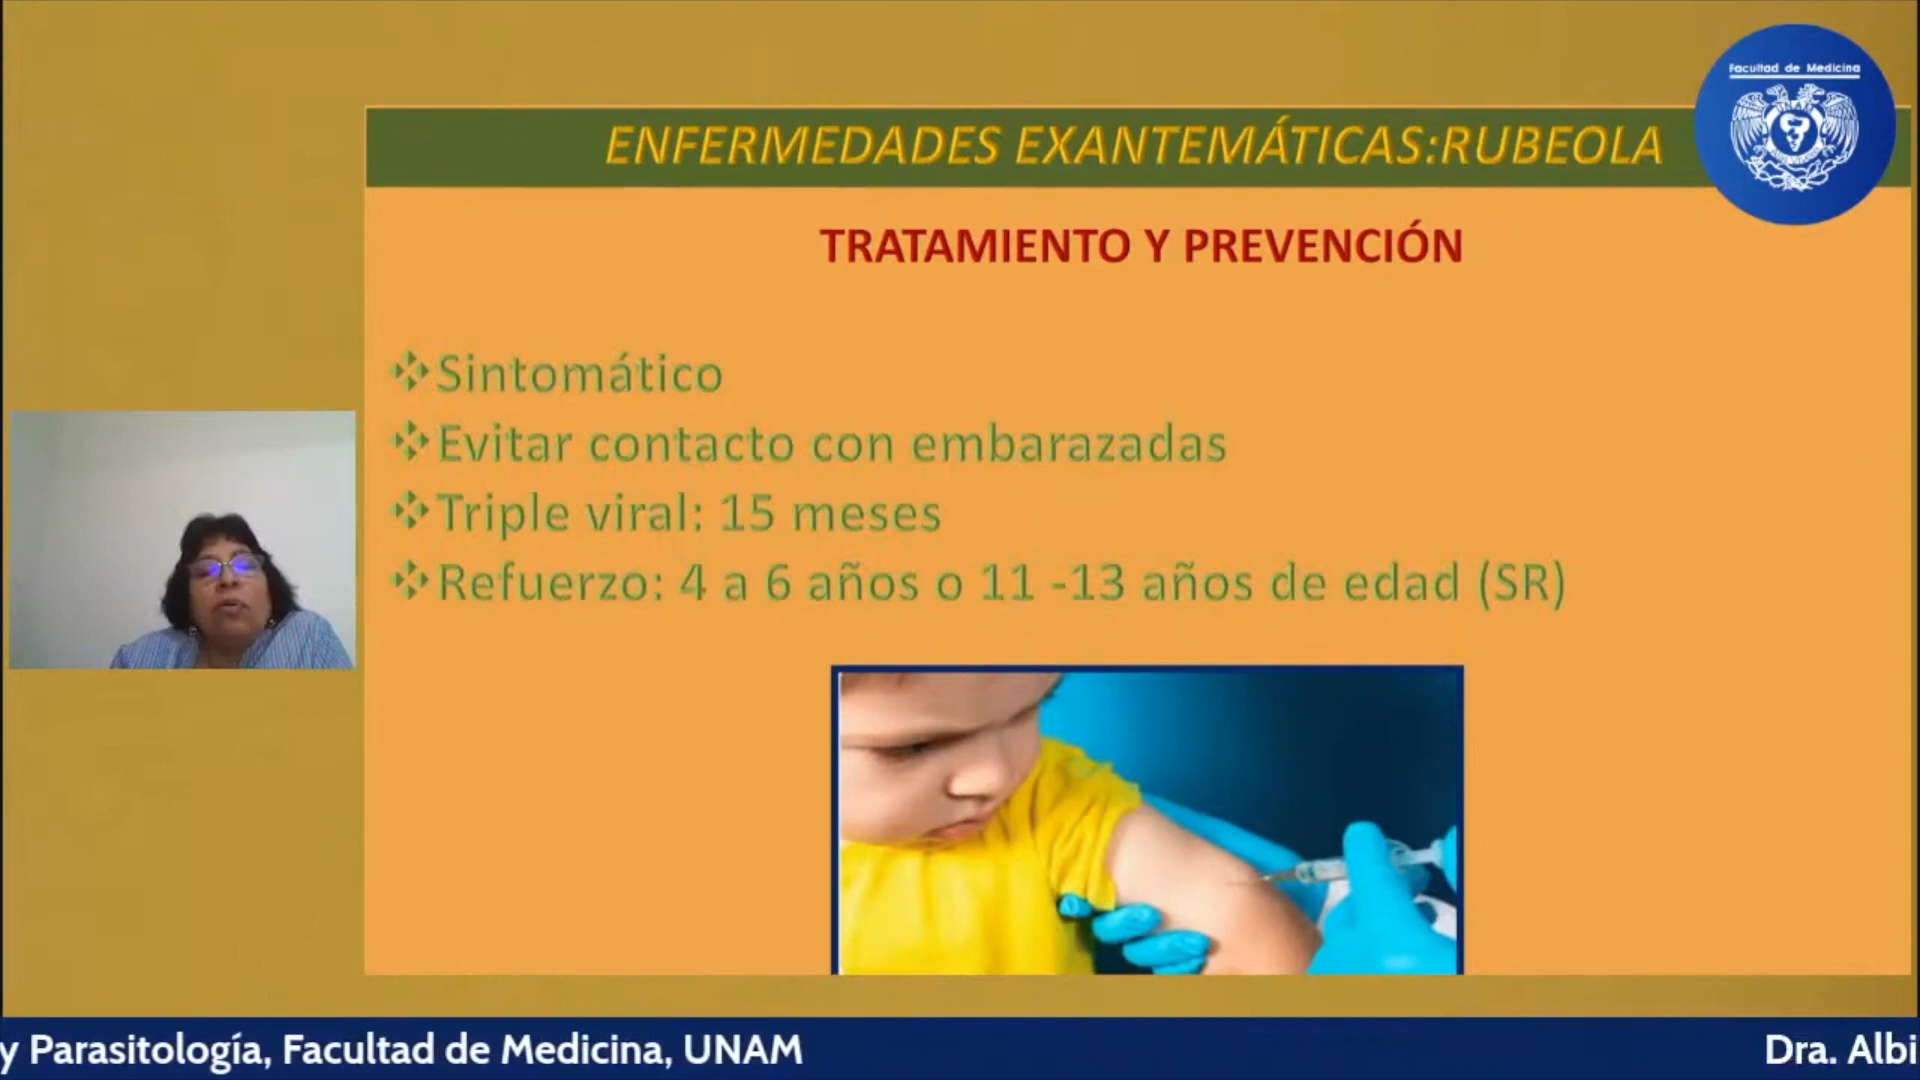 Facultad de Medicina
ENFERMEDADES EXANTEMÁTICAS:RUBEOLA
TRATAMIENTO Y PREVENCIÓN
❖Sintomático
❖Evitar contacto con embarazadas
❖Triple viral: 15 meses
❖Refuerzo: 4 a 6 años o 11 -13 años de edad (SR)
y Parasitología, Facultad de Medicina, UNAM
Dra. Albi